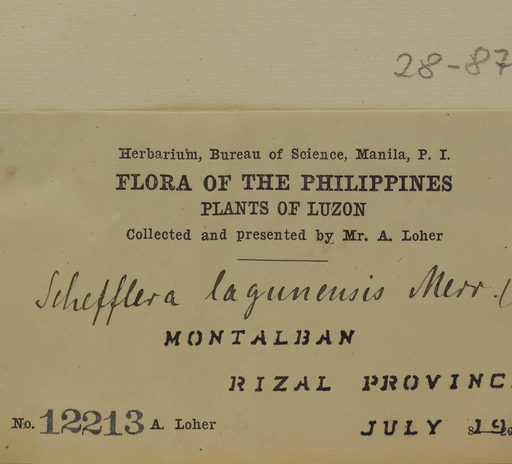 28-87
Herbarium, Bureau of Science, Manila, P. I.
FLORA OF THE PHILIPPINES
PLANTS OF LUZON
Collected and presented by Mr. A. Loher
Schefflera lagunensis Merr. (
MONTALBAN
RIZAL PROVINC
No. 12213 A. Loher JULY 19